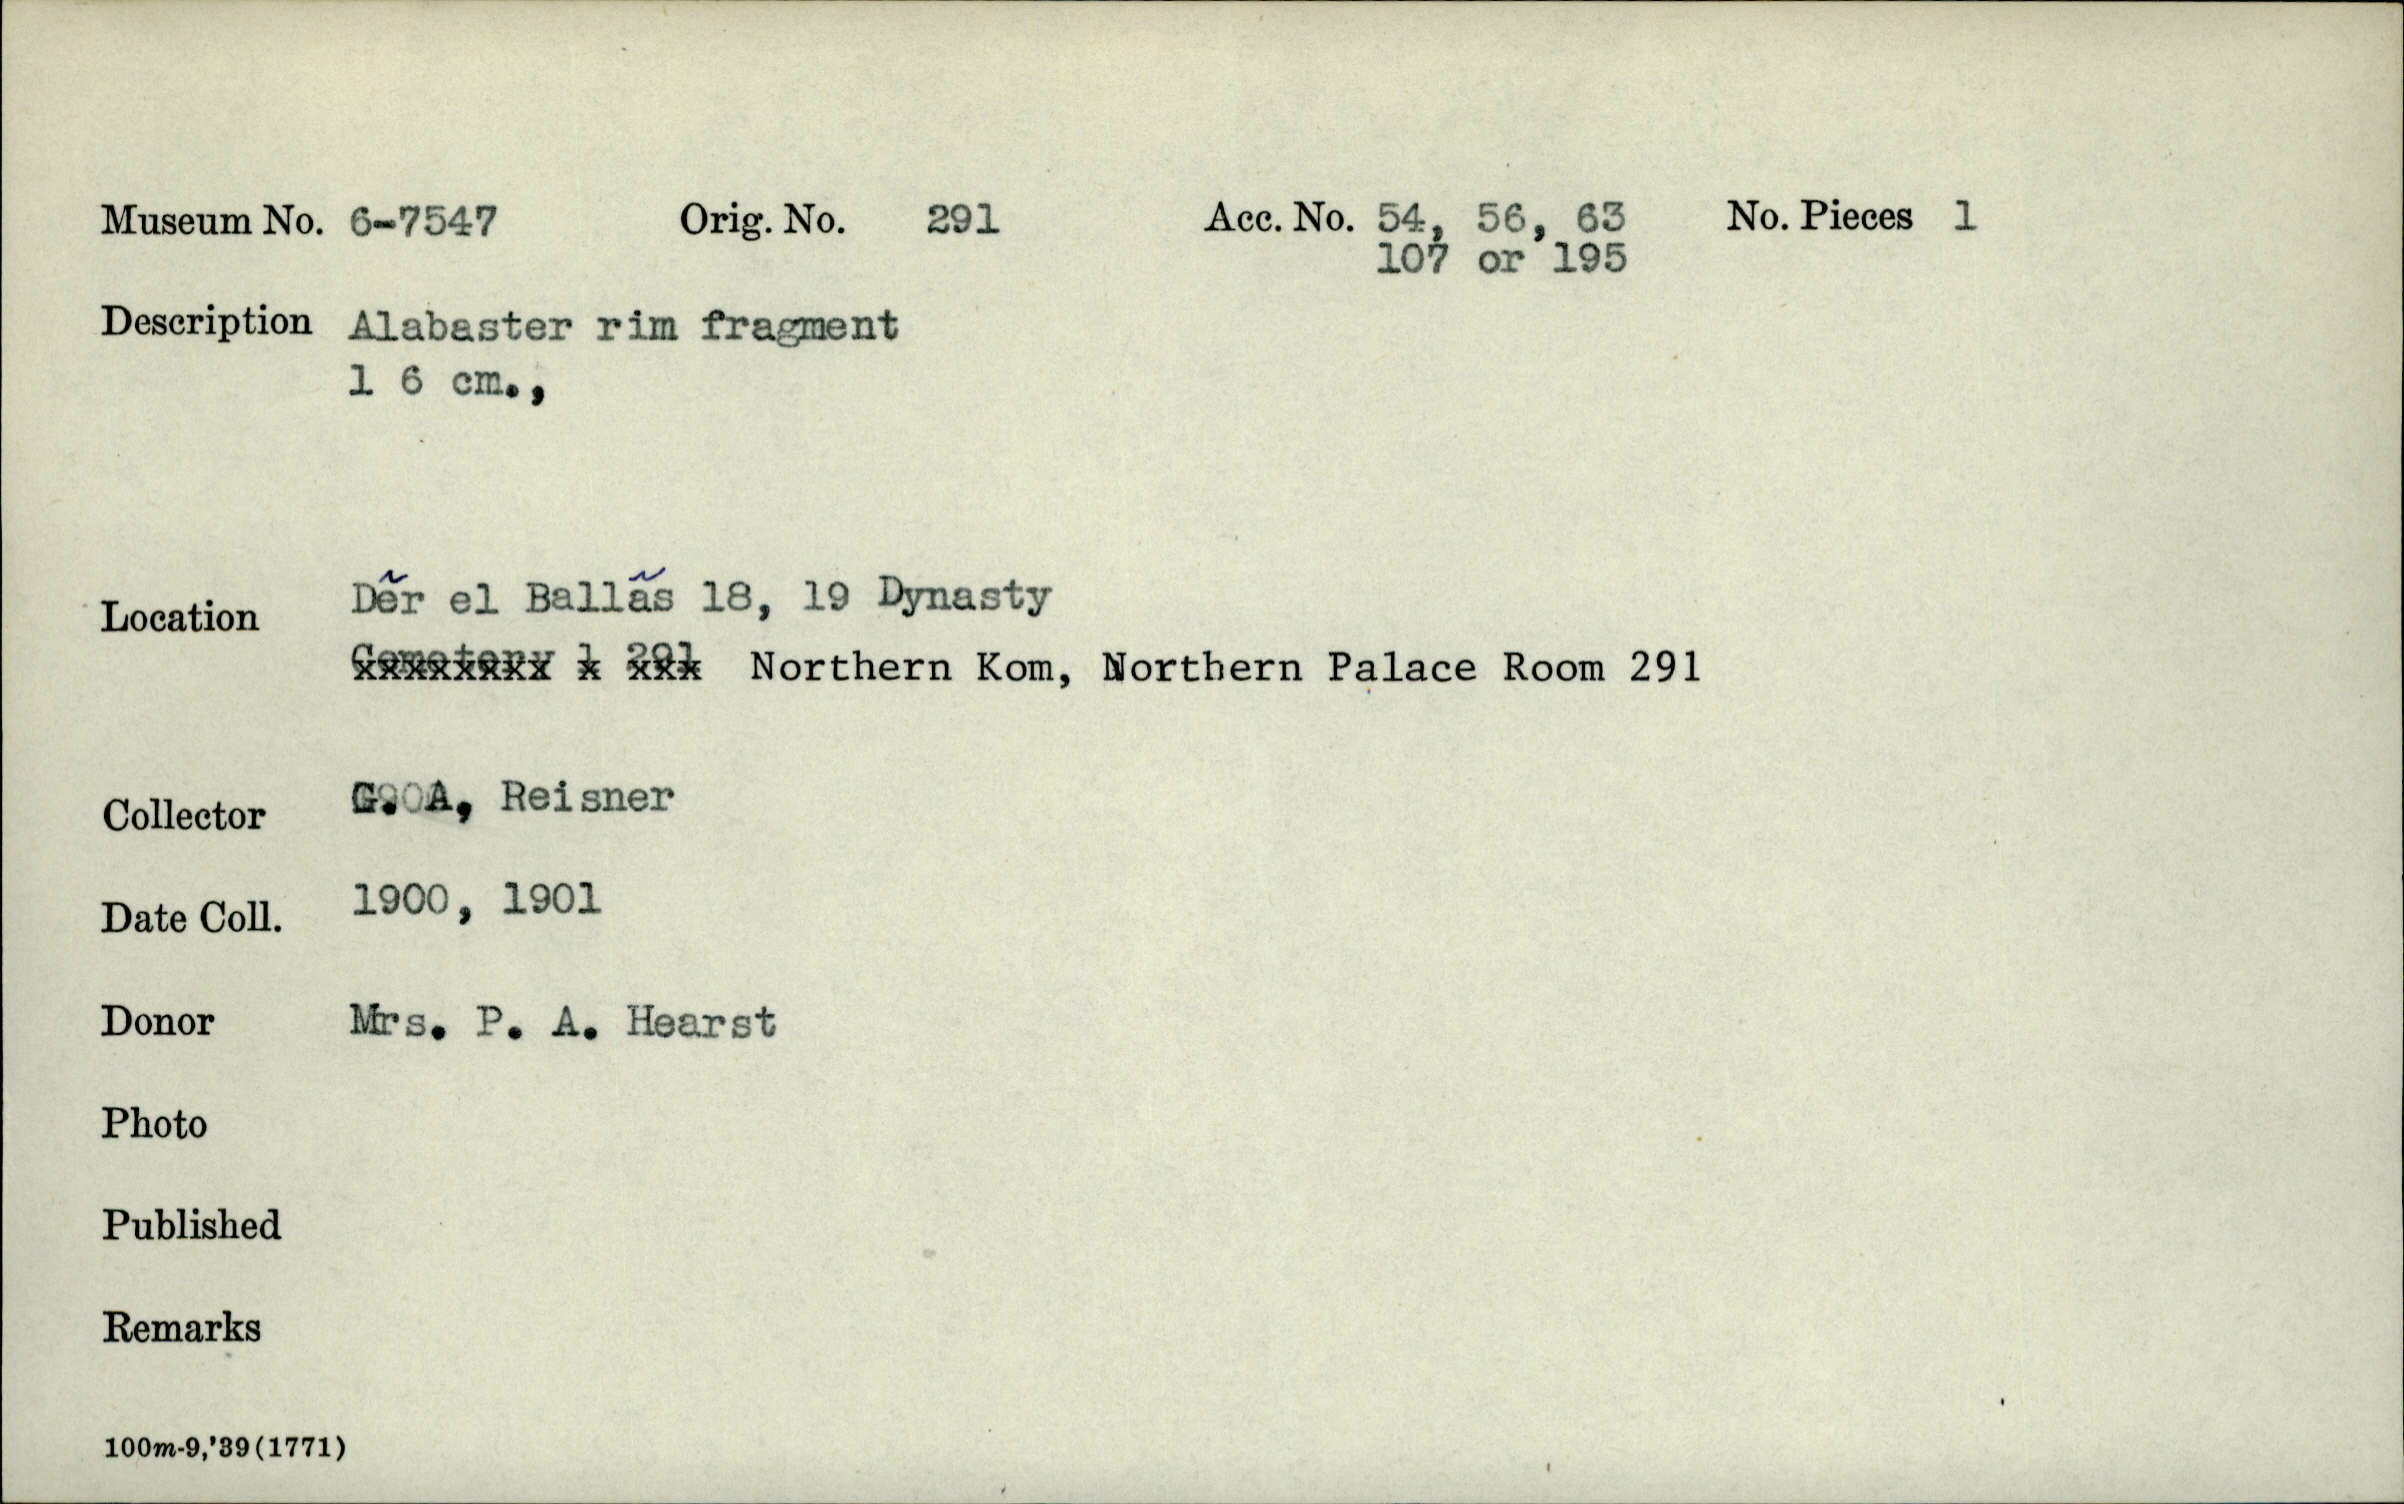 Museum No. 6-7547 Orig. No. 291 Acc. No. 54, 56, 63 No. Pieces 1
107 or 195
Description Alabaster rim fragment
1 6 cm.,
Location Dẽr el Ballãs 18, 19 Dynasty
Cemetery 1 291 Northern Kom, Northern Palace Room 291
Collector G. A, Reisner
Date Coll. 1900, 1901
Donor Mrs. P. A. Hearst
Photo
Published
Remarks
100m-9,'39(1771)